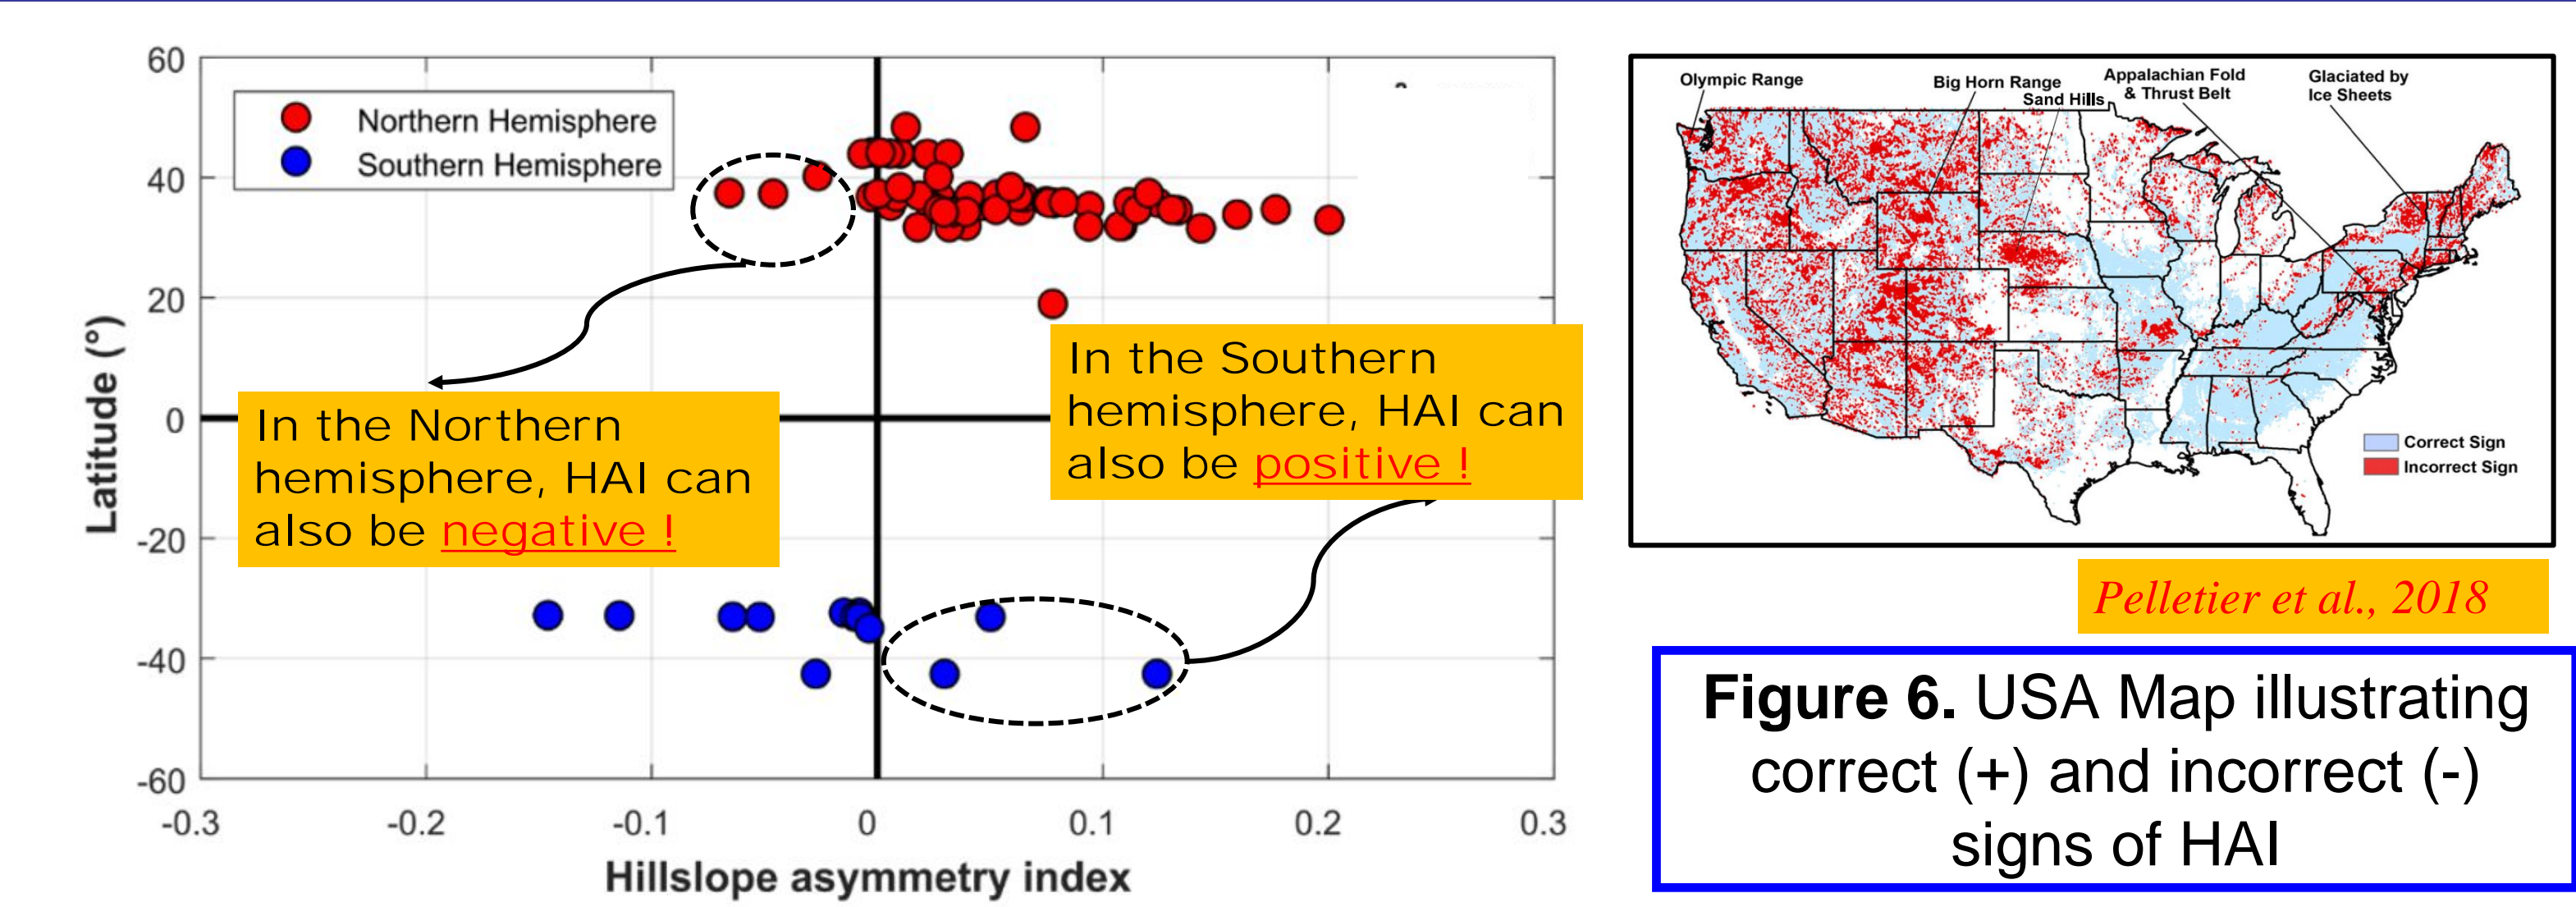 60
40
20
0
-20
-40
-60
Latitude (°)
Northern Hemisphere
Southern Hemisphere
In the Northern
hemisphere, HAI can
also be negative !
In the Southern
hemisphere, HAI can
also be positive !
-0.3
-0.2
-0.1
0
0.1
0.2
0.3
Hillslope asymmetry index
Olympic Range
Big Horn Range
Sand Hills
Appalachian Fold
& Thrust Belt
Glaciated by
Ice Sheets
Correct Sign
Incorrect Sign
Pelletier et al., 2018
Figure 6. USA Map illustrating
correct (+) and incorrect (-)
signs of HAI